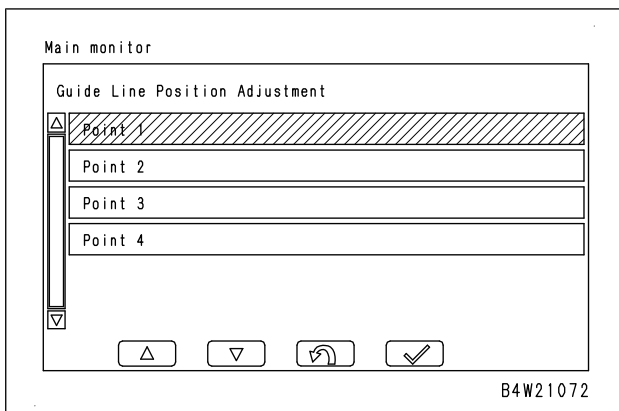 Main monitor
Guide Line Position Adjustment
Point 1
Point 2
Point 3
Point 4
B4W21072